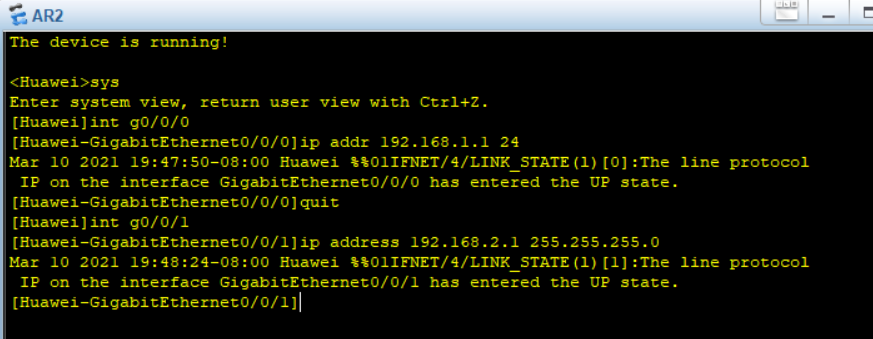 AR2
The device is running!
<Huawei>sys
Enter system view, return user view with Ctrl+Z.
[Huawei]int g0/0/0
[Huawei-GigabitEthernet0/0/0]ip addr 192.168.1.1 24
Mar 10 2021 19:47:50-08:00 Huawei %%01IFNET/4/LINK_STATE(l)[0]:The line protocol
 IP on the interface GigabitEthernet0/0/0 has entered the UP state.
[Huawei-GigabitEthernet0/0/0]quit
[Huawei]int g0/0/1
[Huawei-GigabitEthernet0/0/1]ip address 192.168.2.1 255.255.255.0
Mar 10 2021 19:48:24-08:00 Huawei %%01IFNET/4/LINK_STATE(l)[1]:The line protocol
 IP on the interface GigabitEthernet0/0/1 has entered the UP state.
[Huawei-GigabitEthernet0/0/1]